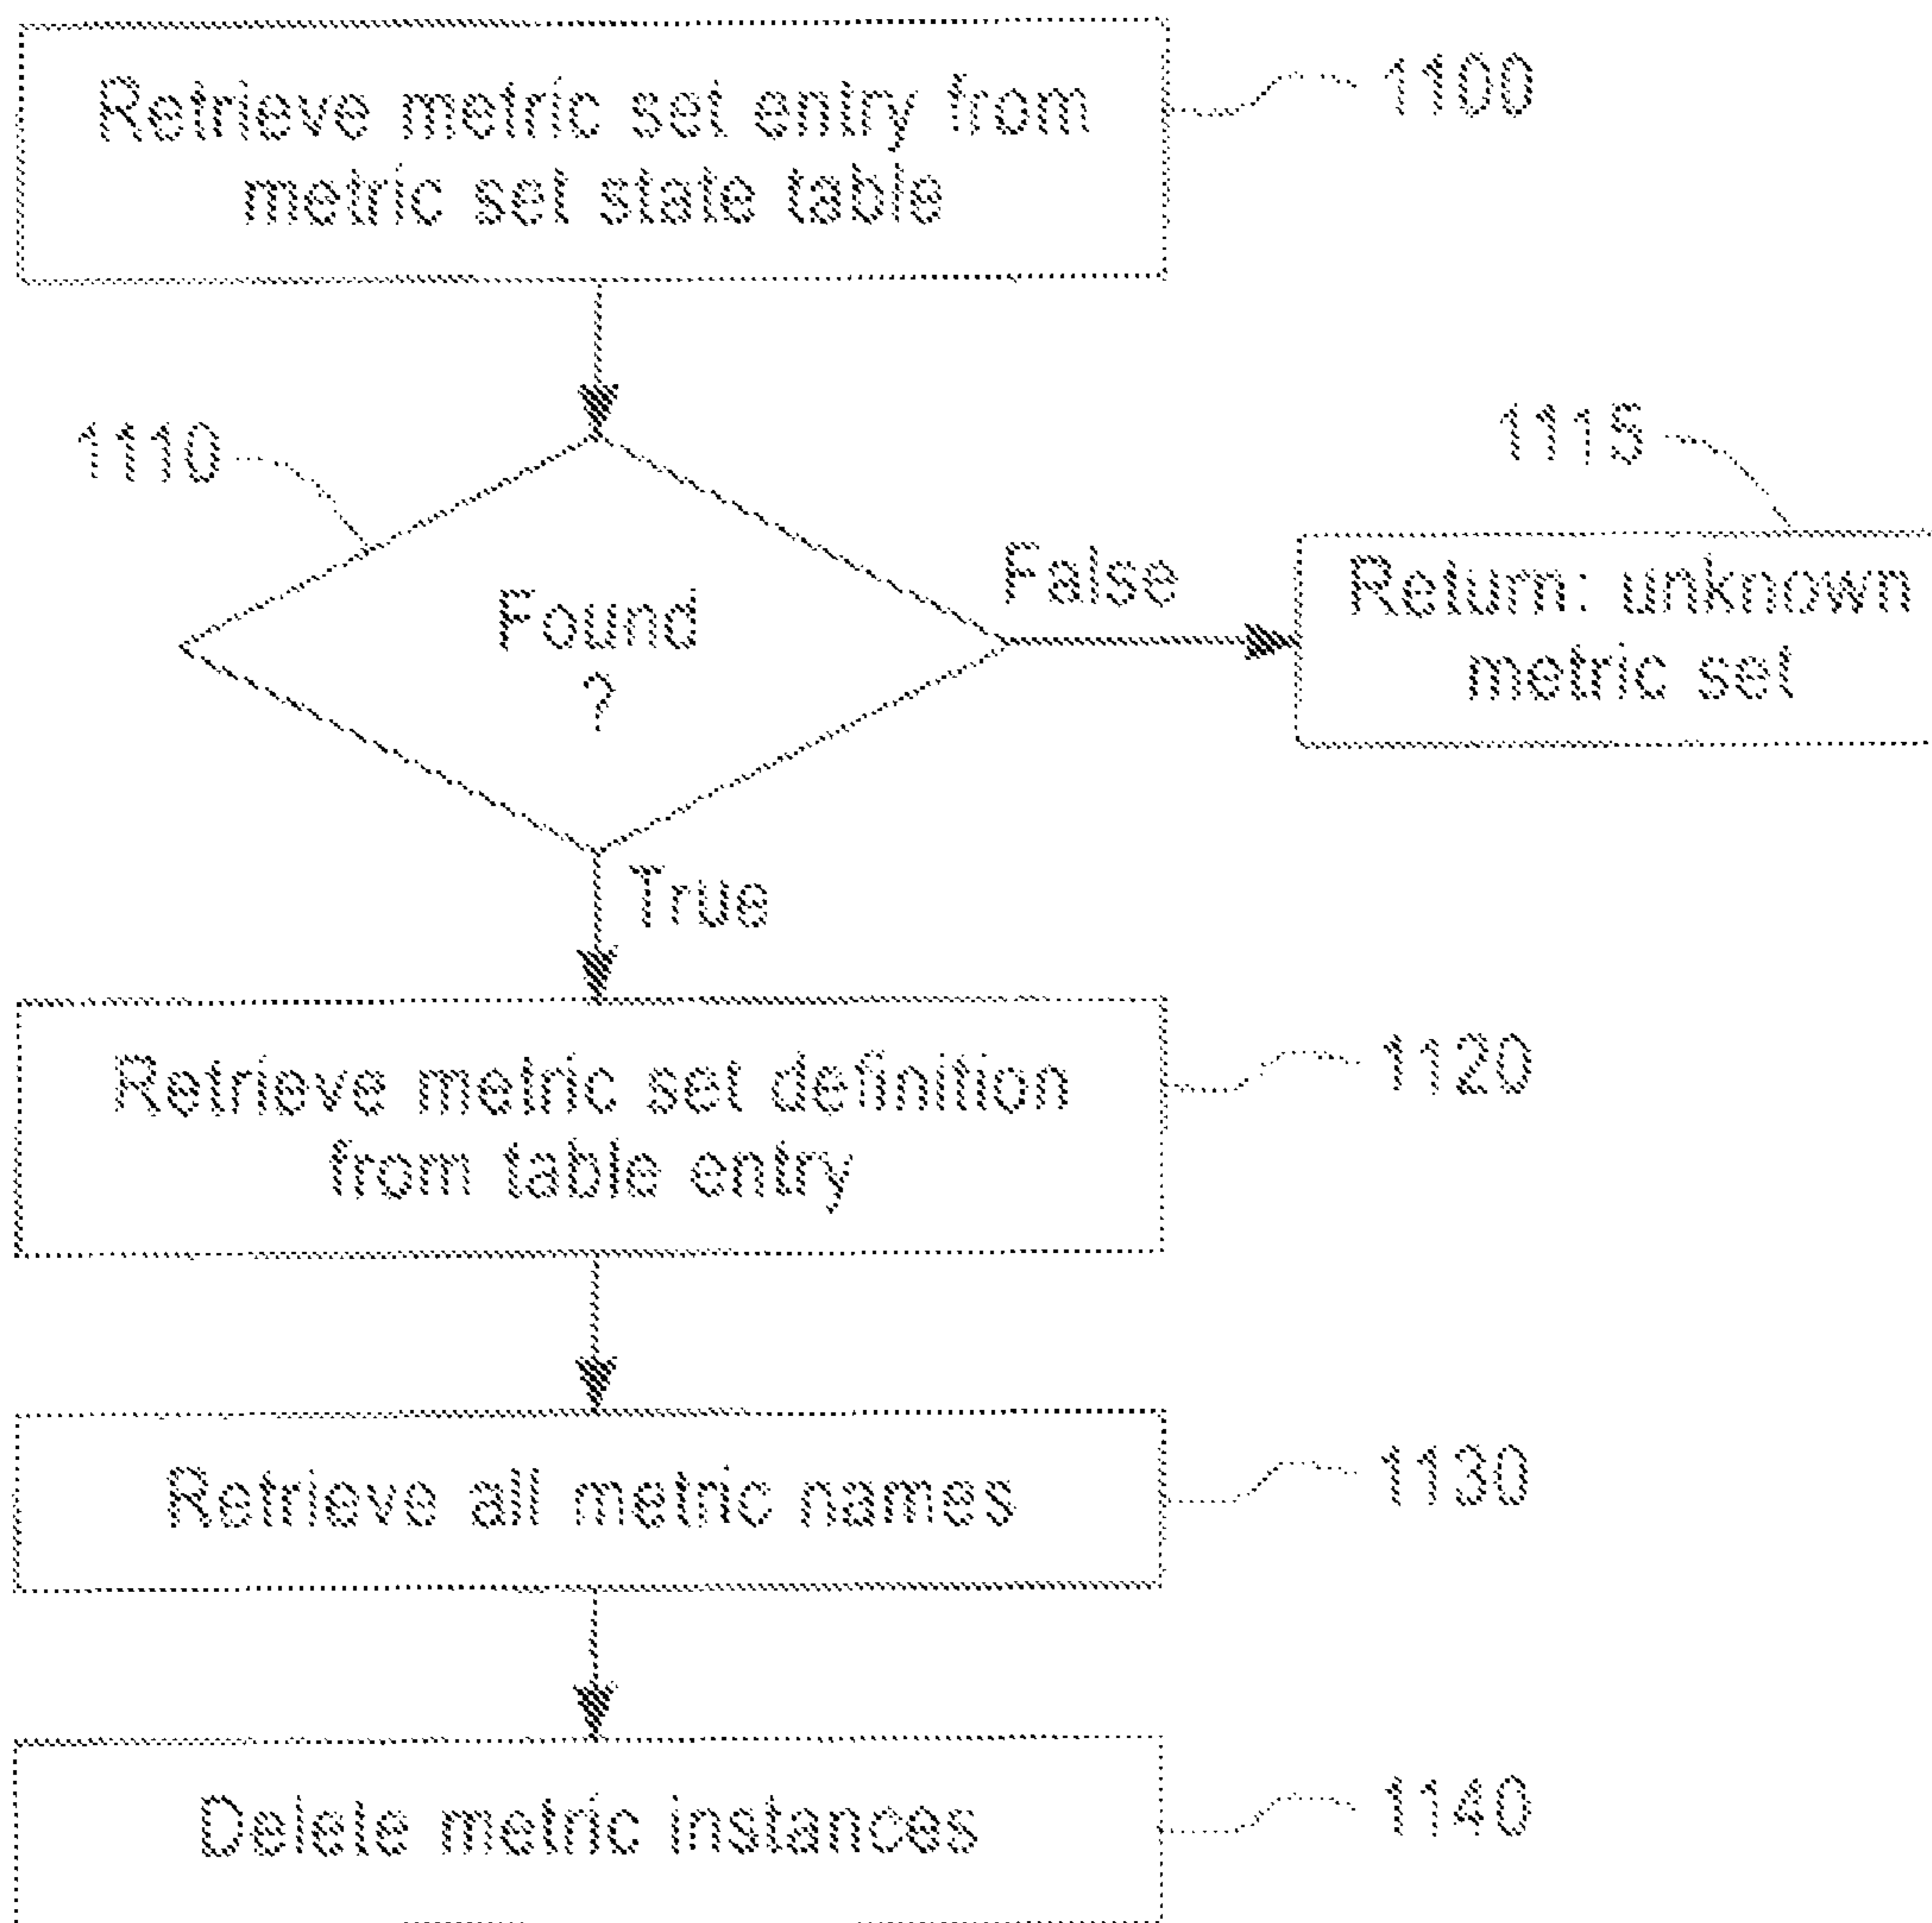 Retrieve metric set entry from
metric set state table
1100
1110
Found
?
False
1115
Return: unknown
metric set
True
Retrieve metric set definition
from table entry
1120
Retrieve all metric names
1130
Delete metric instances
1140